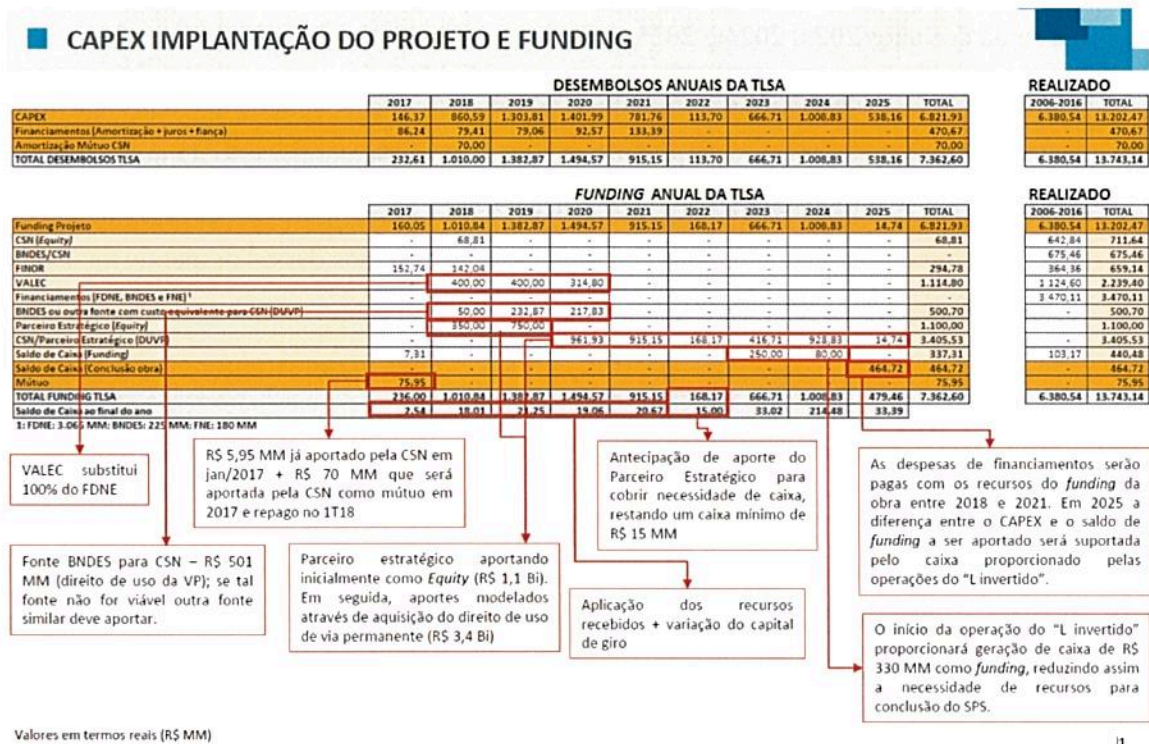 CAPEX IMPLANTAÇÃO DO PROJETO E FUNDING
DESEMBOLSOS ANUAIS DA TLSA
REALIZADO
2017 2018 2019 2020 2021 2022 2023 2024 2025 TOTAL 2006-2016 TOTAL
CAPEX 146,37 860,59 1.303,81 1.401,99 781,76 113,70 666,71 1.008,83 538,16 6.821,93 6.380,54 13.202,47
Financiamentos (Amortização + juros + fiança) 86,24 79,41 79,06 92,57 133,39 - - - - 470,67 - 470,67
Amortização Mútuo CSN - 70,00 - - - - - - - 70,00 - 70,00
TOTAL DESEMBOLSOS TLSA 232,61 1.010,00 1.382,87 1.494,57 915,15 113,70 666,71 1.008,83 538,16 7.362,60 6.380,54 13.743,14
FUNDING ANUAL DA TLSA
REALIZADO
2017 2018 2019 2020 2021 2022 2023 2024 2025 TOTAL 2006-2016 TOTAL
Funding Projeto 160,05 1.010,84 1.382,87 1.494,57 915,15 168,17 666,71 1.008,83 14,74 6.821,93 6.380,54 13.202,47
CSN (Equity) - 68,81 - - - - - - - 68,81 642,84 711,64
BNDES/CSN - - - - - - - - - - 675,46 675,46
FINOR 152,74 142,04 - - - - - - - 294,78 364,36 659,14
VALEC - 400,00 400,00 314,80 - - - - - 1.114,80 1 124,60 2.239,40
Financiamentos (FDNE, BNDES e FNE) ¹ - - - - - - - - - - 3 470,11 3.470,11
BNDES ou outra fonte com custo equivalente para CSN (DUVP) - 50,00 232,87 217,83 - - - - - 500,70 - 500,70
Parceiro Estratégico (Equity) - 350,00 750,00 - - - - - - 1.100,00 1.100,00
CSN/Parceiro Estratégico (DUVP) - - - 961,93 915,15 168,17 416,71 928,83 14,74 3.405,53 - 3.405,53
Saldo de Caixa (Funding) 7,31 - - - - - 250,00 80,00 - 337,31 103,17 440,48
Saldo de Caixa (Conclusão obra) - - - - - - - - 464,72 464,72 - 464,72
Mútuo 75,95 - - - - - - - - 75,95 - 75,95
TOTAL FUNDING TLSA 236,00 1.010,84 1.382,87 1.494,57 915,15 168,17 666,71 1.008,83 479,46 7.362,60 6.380,54 13.743,14
Saldo de Caixa ao final do ano 2,54 18,01 21,25 19,06 20,67 15,00 33,02 214,48 33,39
1: FDNE: 3.065 MM; BNDES: 225 MM; FNE: 180 MM
VALEC substitui
100% do FDNE
R$ 5,95 MM já aportado pela CSN em
jan/2017 + R$ 70 MM que será
aportada pela CSN como mútuo em
2017 e repago no 1T18
Antecipação de aporte do
Parceiro Estratégico para
cobrir necessidade de caixa,
restando um caixa mínimo de
R$ 15 MM
As despesas de financiamentos serão
pagas com os recursos do funding da
obra entre 2018 e 2021. Em 2025 a
diferença entre o CAPEX e o saldo de
funding a ser aportado será suportada
pelo caixa proporcionado pelas
operações do "L invertido".
Fonte BNDES para CSN – R$ 501
MM (direito de uso da VP); se tal
fonte não for viável outra fonte
similar deve aportar.
Parceiro estratégico aportando
inicialmente como Equity (R$ 1,1 Bi).
Em seguida, aportes modelados
através de aquisição do direito de uso
de via permanente (R$ 3,4 Bi)
Aplicação dos recursos
recebidos + variação do capital
de giro
O início da operação do "L invertido"
proporcionará geração de caixa de R$
330 MM como funding, reduzindo assim
a necessidade de recursos para
conclusão do SPS.
Valores em termos reais (R$ MM)